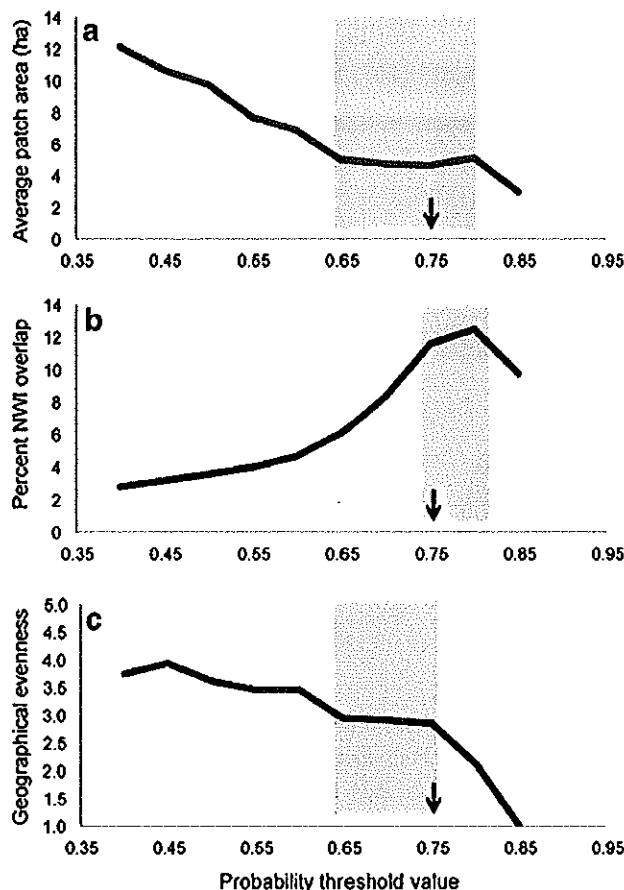 a
Average patch area (ha)
14
12
10
8
6
4
2
0
0.35 0.45 0.55 0.65 0.75 0.85 0.95
b
Percent NWI overlap
14
12
10
8
6
4
2
0
0.35 0.45 0.55 0.65 0.75 0.85 0.95
c
Geographical evenness
5.0
4.5
4.0
3.5
3.0
2.5
2.0
1.5
1.0
0.35 0.45 0.55 0.65 0.75 0.85 0.95
Probability threshold value